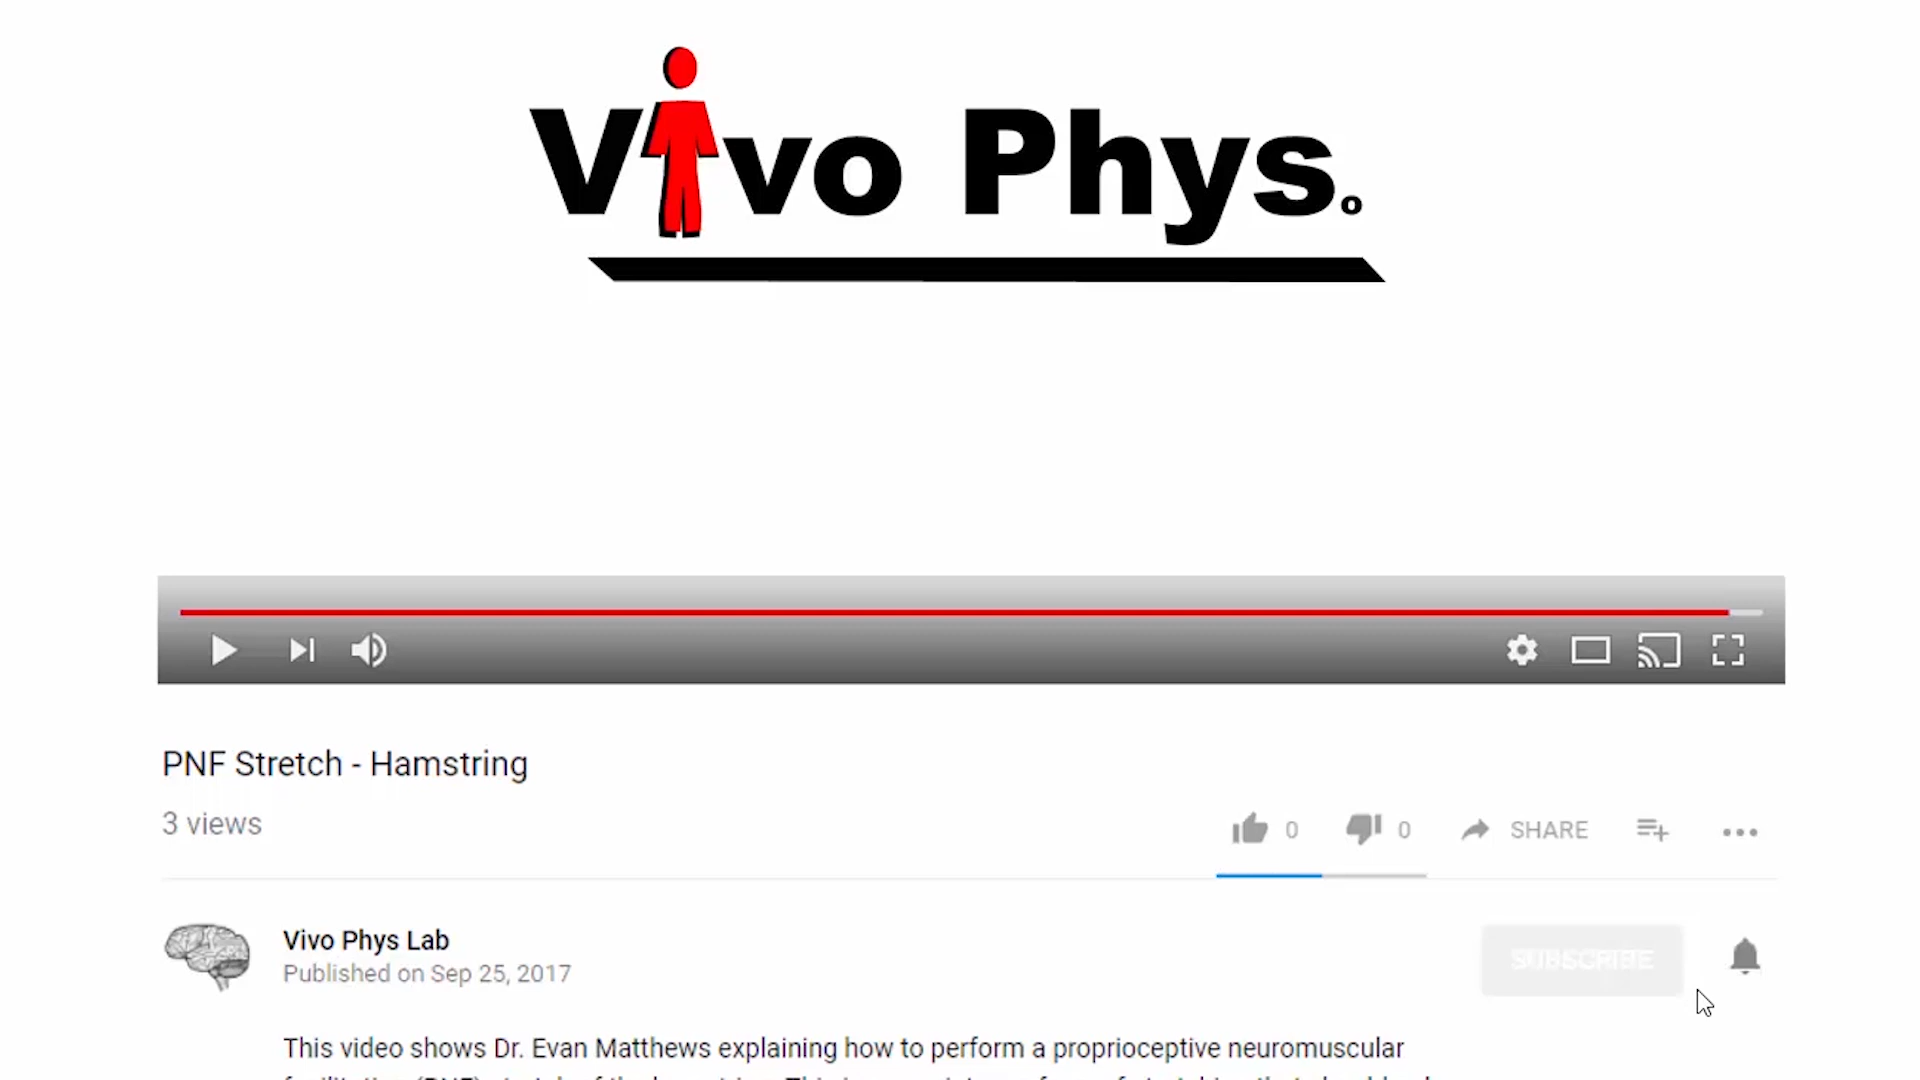 Vivo Phys.
PNF Stretch - Hamstring
3 views
0 0 SHARE
Vivo Phys Lab
SUBSCRIBE
Published on Sep 25, 2017
This video shows Dr. Evan Matthews explaining how to perform a proprioceptive neuromuscular